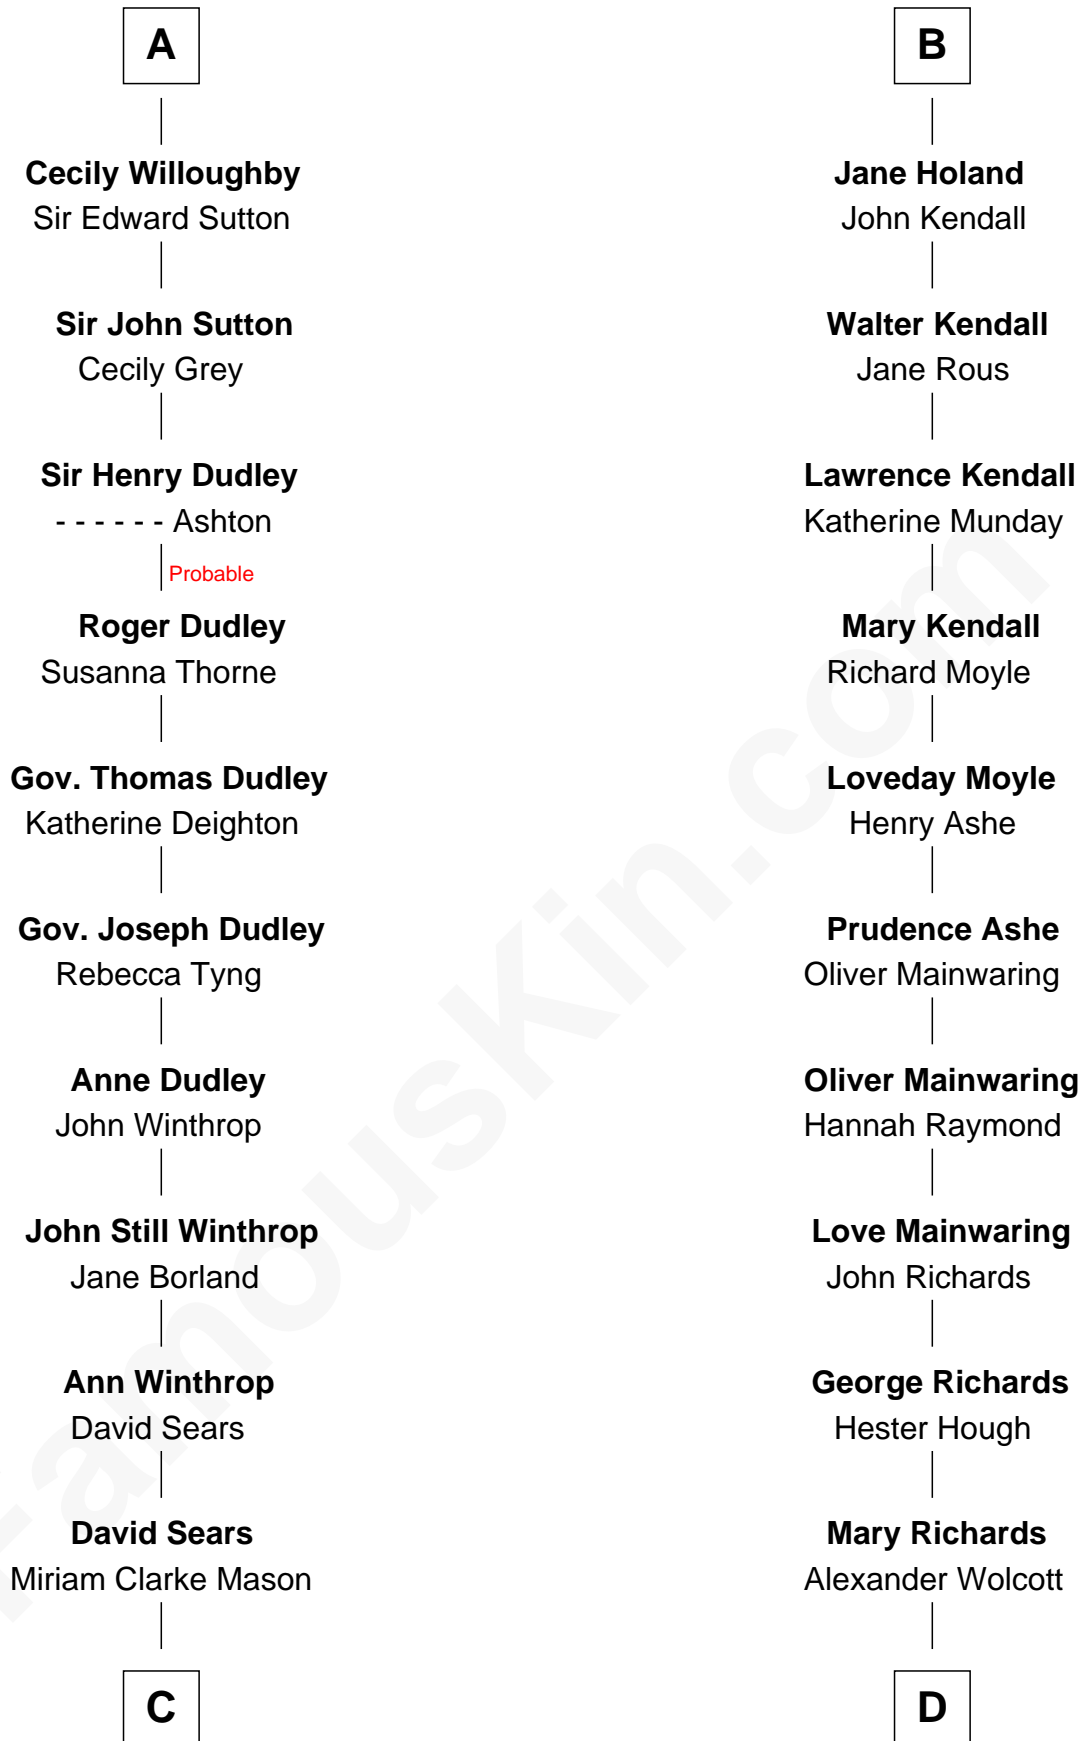 A
Cecily Willoughby
Sir Edward Sutton
Sir John Sutton
Cecily Grey
Sir Henry Dudley
- - - - - - Ashton
Probable
Roger Dudley
Susanna Thorne
Gov. Thomas Dudley
Katherine Deighton
Gov. Joseph Dudley
Rebecca Tyng
Anne Dudley
John Winthrop
John Still Winthrop
Jane Borland
Ann Winthrop
David Sears
David Sears
Miriam Clarke Mason
C
B
Jane Holand
John Kendall
Walter Kendall
Jane Rous
Lawrence Kendall
Katherine Munday
Mary Kendall
Richard Moyle
Loveday Moyle
Henry Ashe
Prudence Ashe
Oliver Mainwaring
Oliver Mainwaring
Hannah Raymond
Love Mainwaring
John Richards
George Richards
Hester Hough
Mary Richards
Alexander Wolcott
D
FamousKin.com